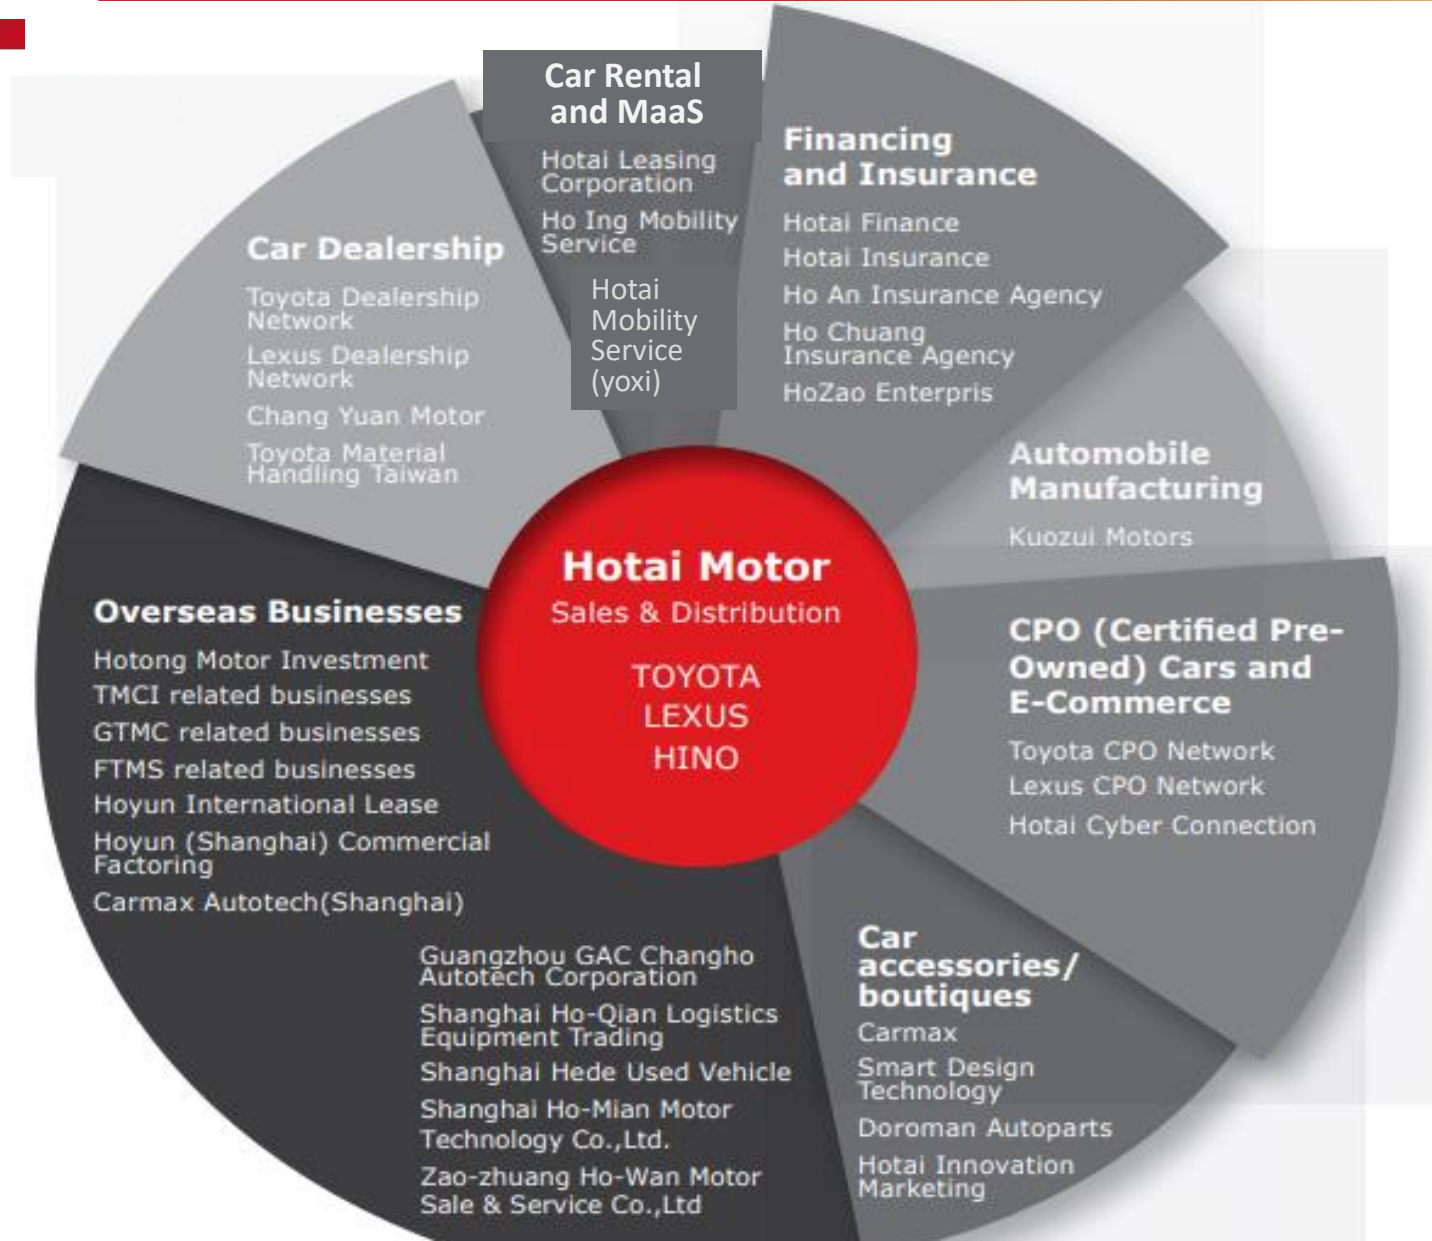 Car Rental
and MaaS
Hotai Leasing
Corporation
Ho Ing Mobility
Service
Hotai
Mobility
Service
(yoxi)
Financing
and Insurance
Hotai Finance
Hotai Insurance
Ho An Insurance Agency
Ho Chuang
Insurance Agency
HoZao Enterpris
Car Dealership
Toyota Dealership
Network
Lexus Dealership
Network
Chang Yuan Motor
Toyota Material
Handling Taiwan
Automobile
Manufacturing
Kuozui Motors
Hotai Motor
Sales & Distribution
TOYOTA
LEXUS
HINO
Overseas Businesses
Hotong Motor Investment
TMCI related businesses
GTMC related businesses
FTMS related businesses
Hoyun International Lease
Hoyun (Shanghai) Commercial
Factoring
Carmax Autotech(Shanghai)
Guangzhou GAC Changho
Autotech Corporation
Shanghai Ho-Qian Logistics
Equipment Trading
Shanghai Hede Used Vehicle
Shanghai Ho-Mian Motor
Technology Co.,Ltd.
Zao-zhuang Ho-Wan Motor
Sale & Service Co.,Ltd
CPO (Certified Pre-
Owned) Cars and
E-Commerce
Toyota CPO Network
Lexus CPO Network
Hotai Cyber Connection
Car
accessories/
boutiques
Carmax
Smart Design
Technology
Doroman Autoparts
Hotai Innovation
Marketing